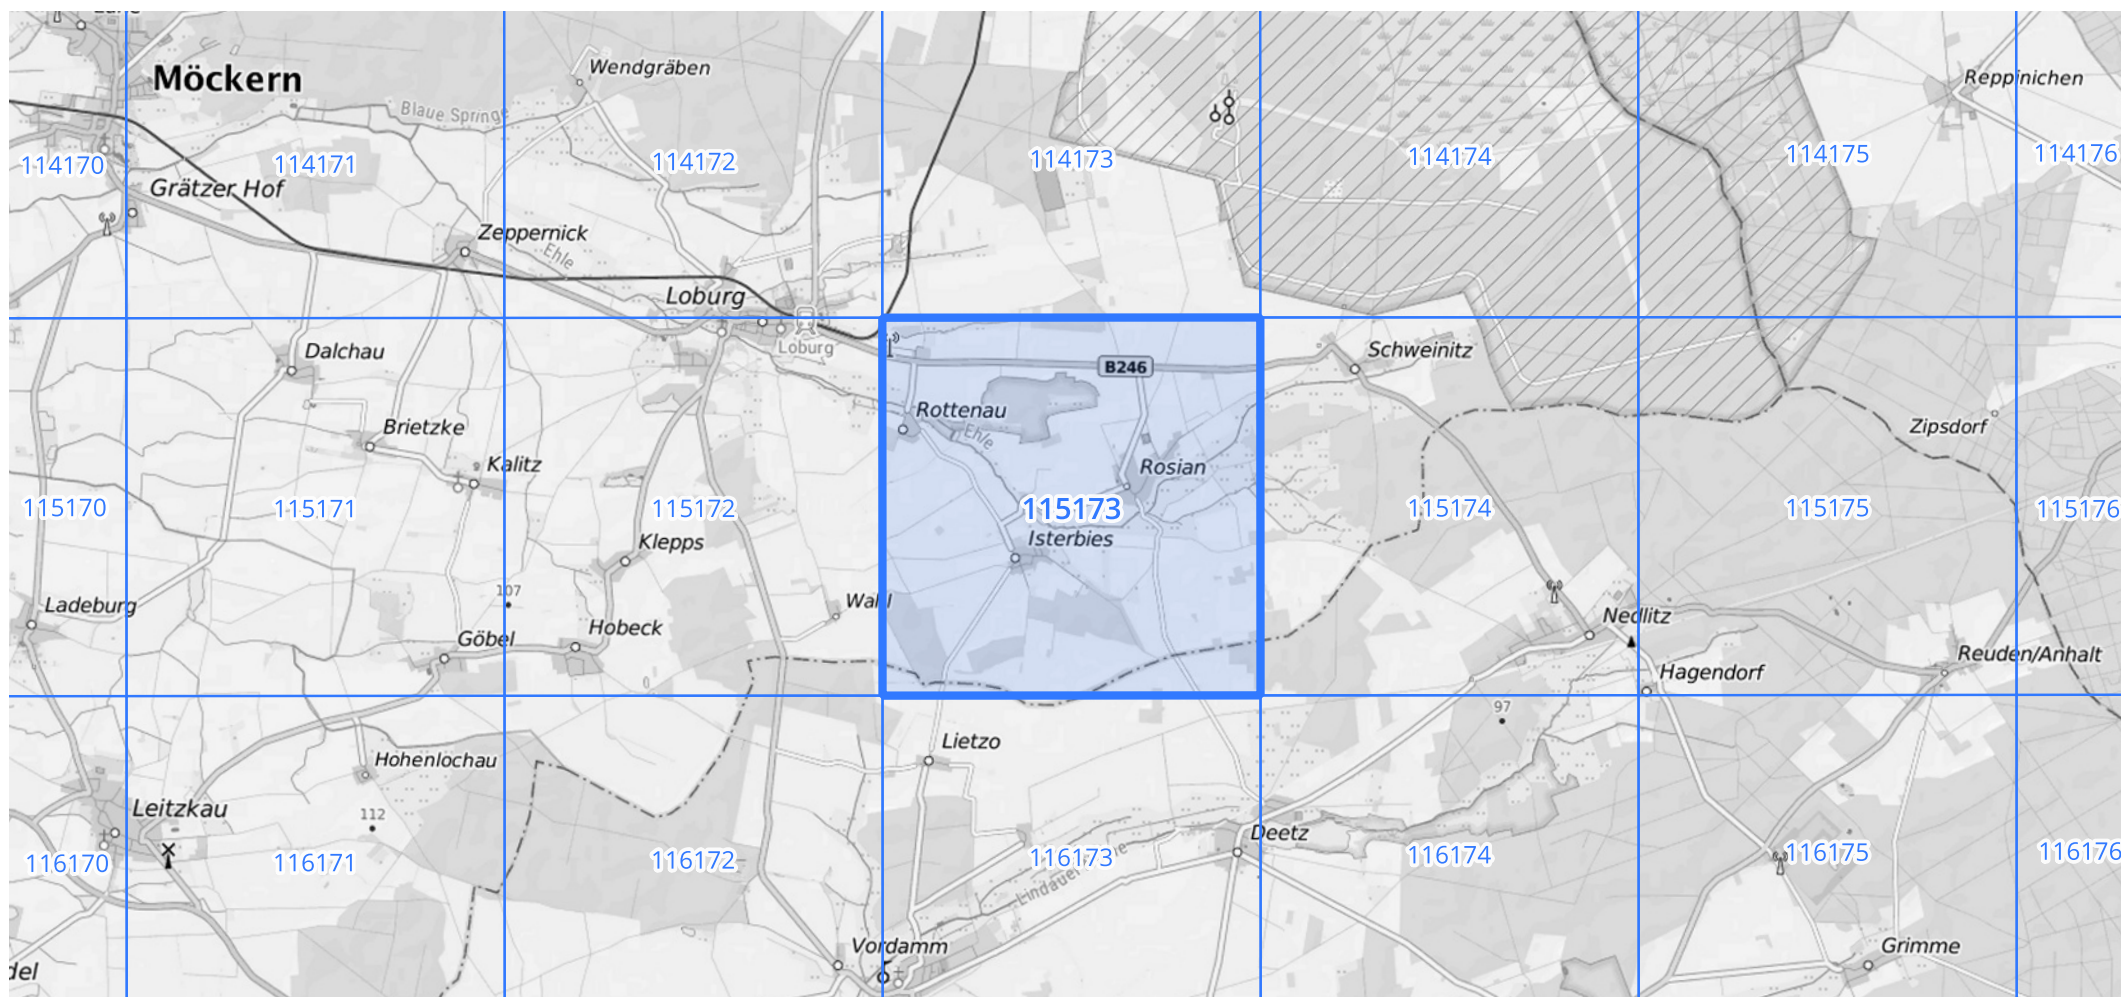 Möckern
Wendgräben
Reppinichen
Blaue Springe
114170
114171
114172
114173
114174
114175
114176
Grätzer Hof
Zeppernick
Ehle
Loburg
Loburg
Dalchau
B246
Schweinitz
Rottenau
Ehle
Brietzke
Zipsdorf
Kalitz
Rosian
115170
115171
115172
115173
115174
115175
115176
Klepps
Isterbies
107
Ladeburg
Wahl
Nedlitz
Göbel
Hobeck
Reuden/Anhalt
Hagendorf
97
Lietzo
Hohenlochau
Leitzkau
112
Deetz
116170
116171
116172
116173
116174
116175
116176
Lindauer
Vordamm
Grimme
del